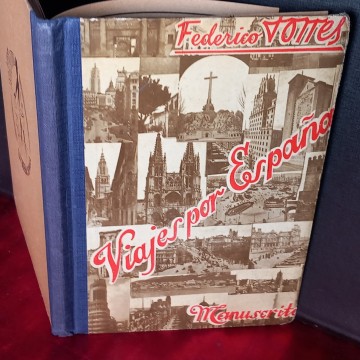 Federico Torres
Viajes por España
Manuscrito